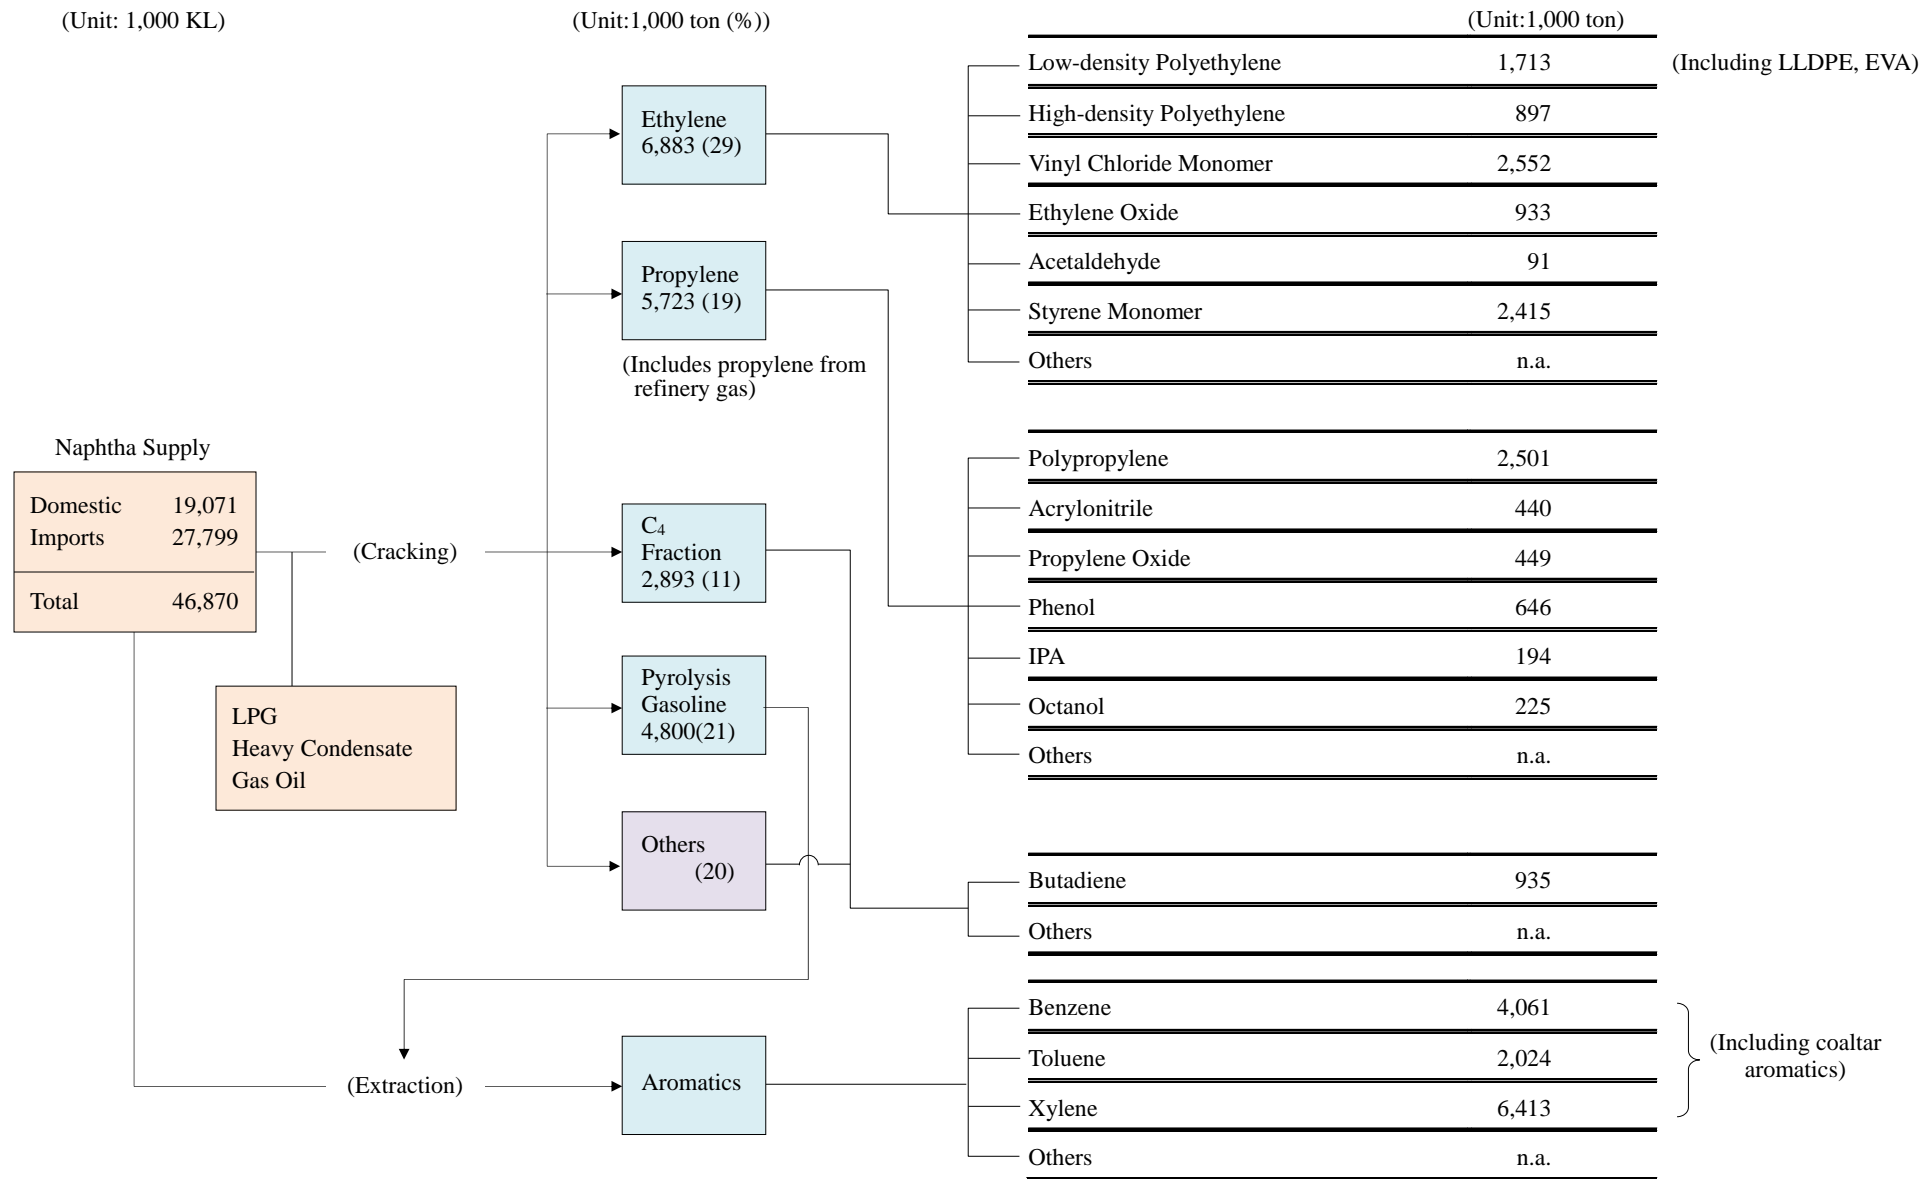 (Unit: 1,000 KL)
(Unit:1,000 ton (%))
(Unit:1,000 ton)
Naphtha Supply
Domestic 19,071
Imports 27,799
Total 46,870
LPG
Heavy Condensate
Gas Oil
(Cracking)
(Extraction)
Ethylene
6,883 (29)
Propylene
5,723 (19)
(Includes propylene from
refinery gas)
C₄
Fraction
2,893 (11)
Pyrolysis
Gasoline
4,800(21)
Others
(20)
Aromatics
Low-density Polyethylene 1,713 (Including LLDPE, EVA)
High-density Polyethylene 897
Vinyl Chloride Monomer 2,552
Ethylene Oxide 933
Acetaldehyde 91
Styrene Monomer 2,415
Others n.a.
Polypropylene 2,501
Acrylonitrile 440
Propylene Oxide 449
Phenol 646
IPA 194
Octanol 225
Others n.a.
Butadiene 935
Others n.a.
Benzene 4,061
Toluene 2,024
Xylene 6,413
Others n.a.
(Including coaltar
aromatics)